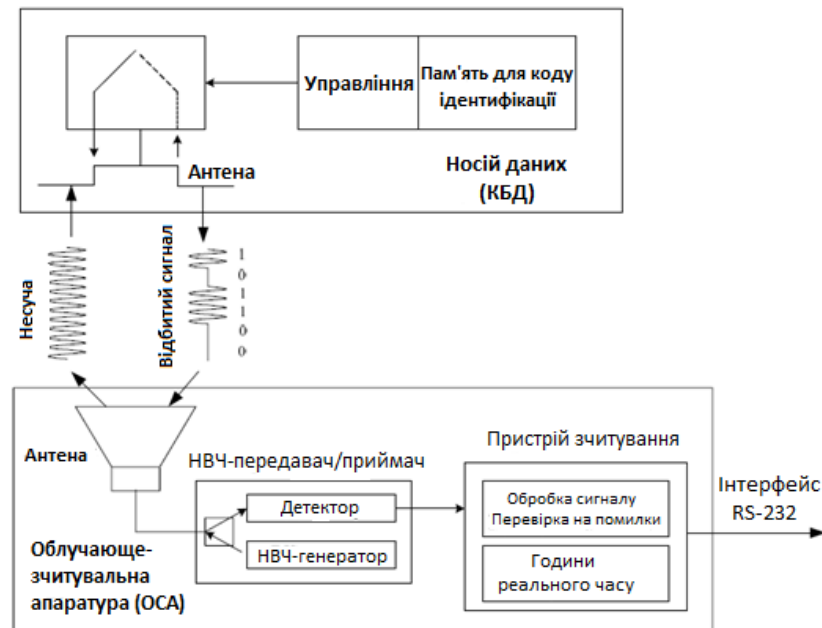 Управління
Пам'ять для коду
ідентифікації
Носій даних
(КБД)
Антена
Несуча
Відбитий сигнал
1
0
1
1
0
0
Антена
НВЧ-передавач/приймач
Детектор
НВЧ-генератор
Облучающе-
зчитувальна
апаратура (ОСА)
Пристрій зчитування
Обробка сигналу
Перевірка на помилки
Години
реального часу
Інтерфейс
RS-232